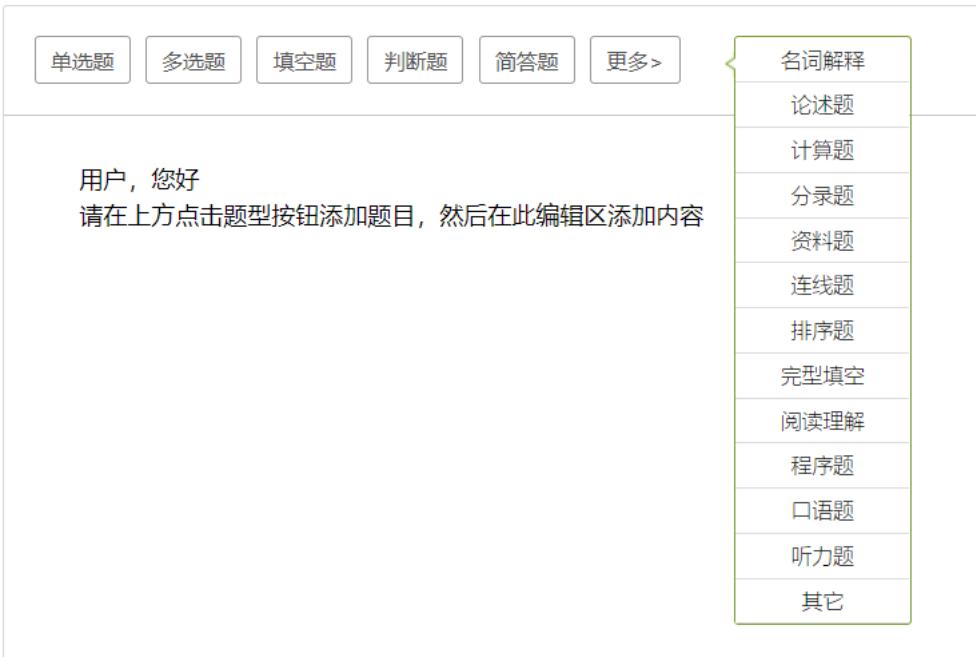 单选题 多选题 填空题 判断题 简答题 更多>
用户，您好
请在上方点击题型按钮添加题目，然后在此编辑区添加内容
名词解释
论述题
计算题
分录题
资料题
连线题
排序题
完型填空
阅读理解
程序题
口语题
听力题
其它